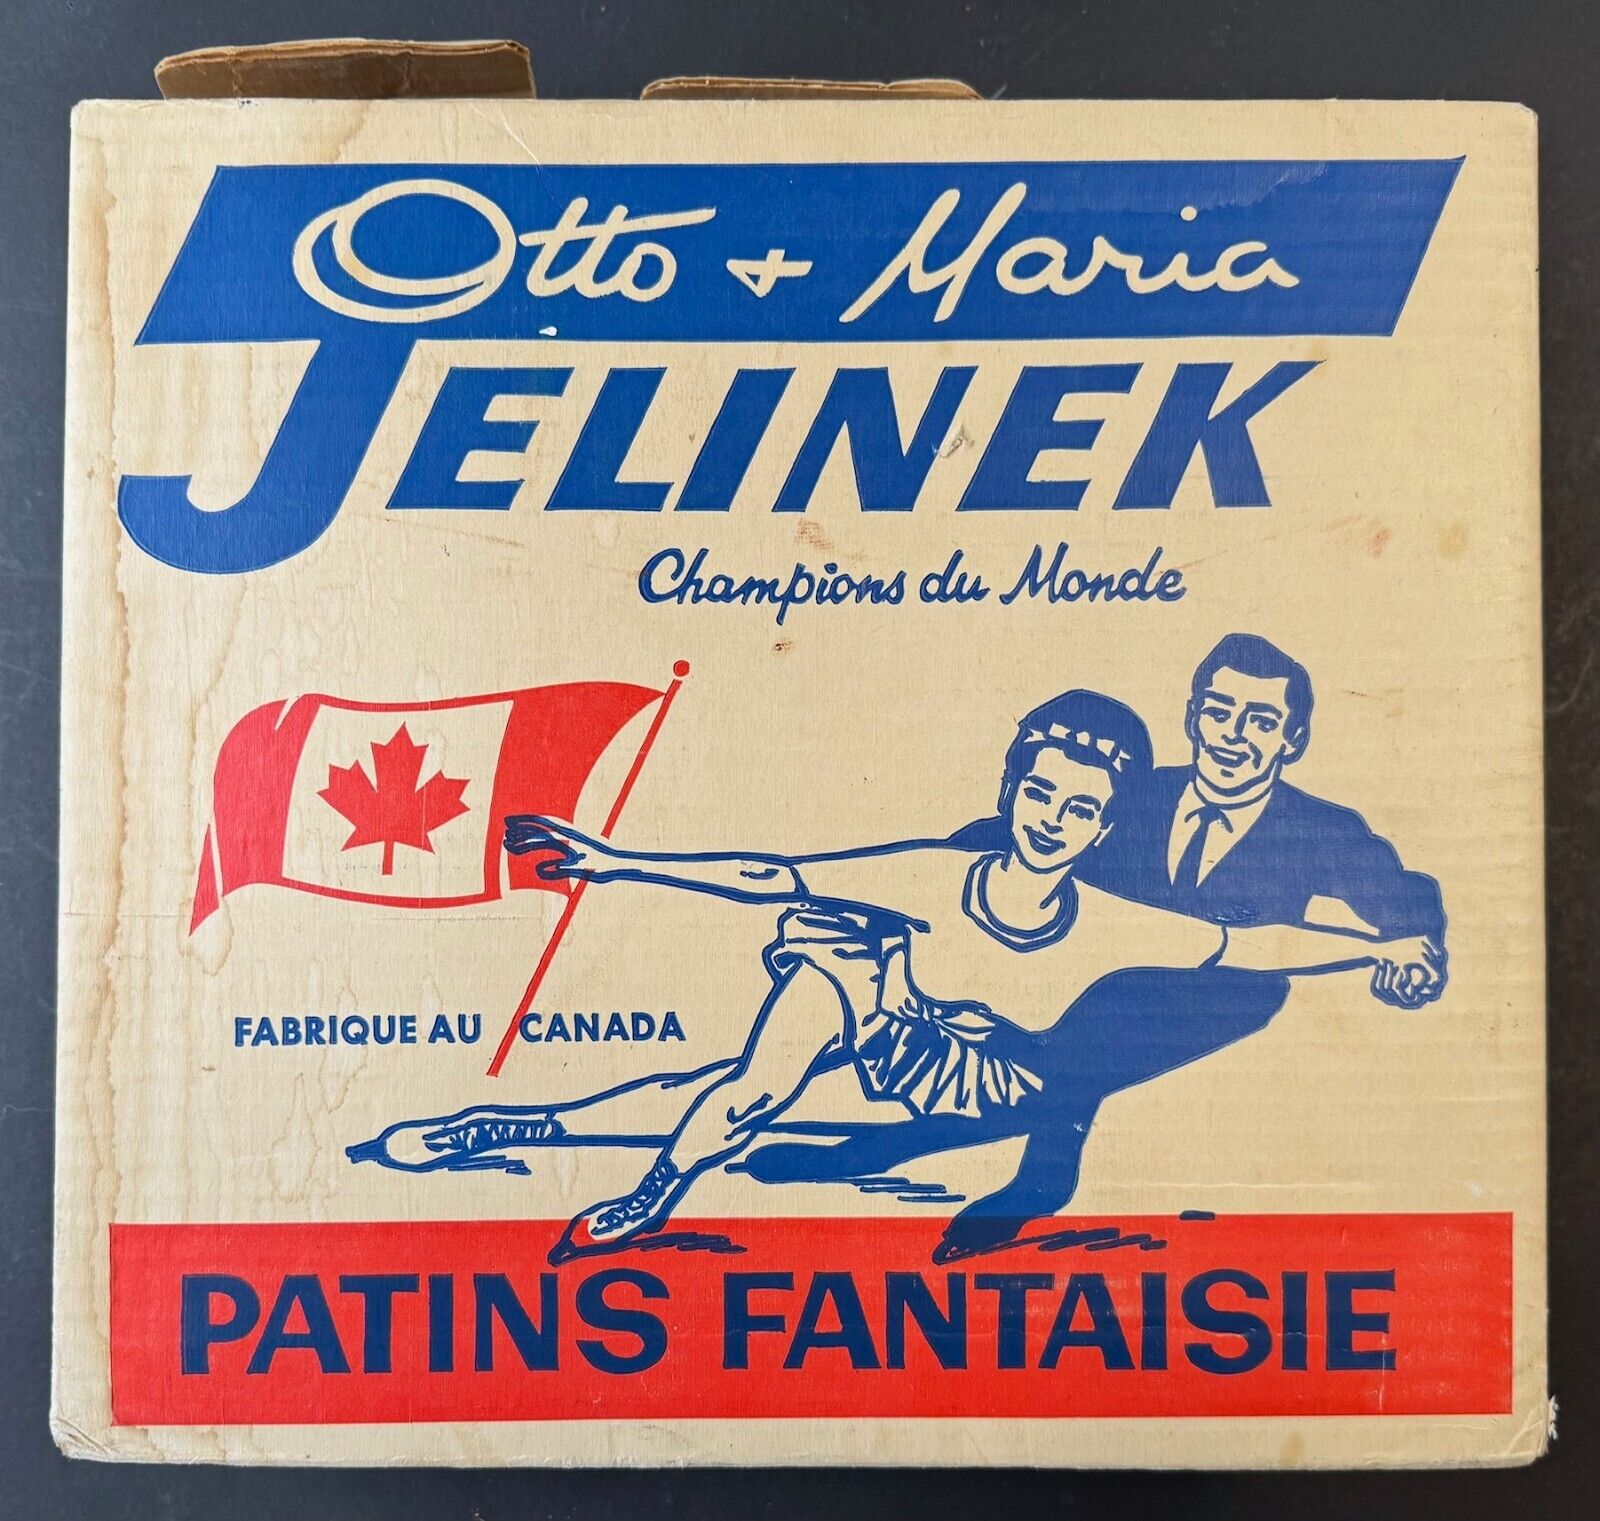 Otto + Maria
JELINEK
Champions du Monde
FABRIQUE AU CANADA
PATINS FANTAISIE